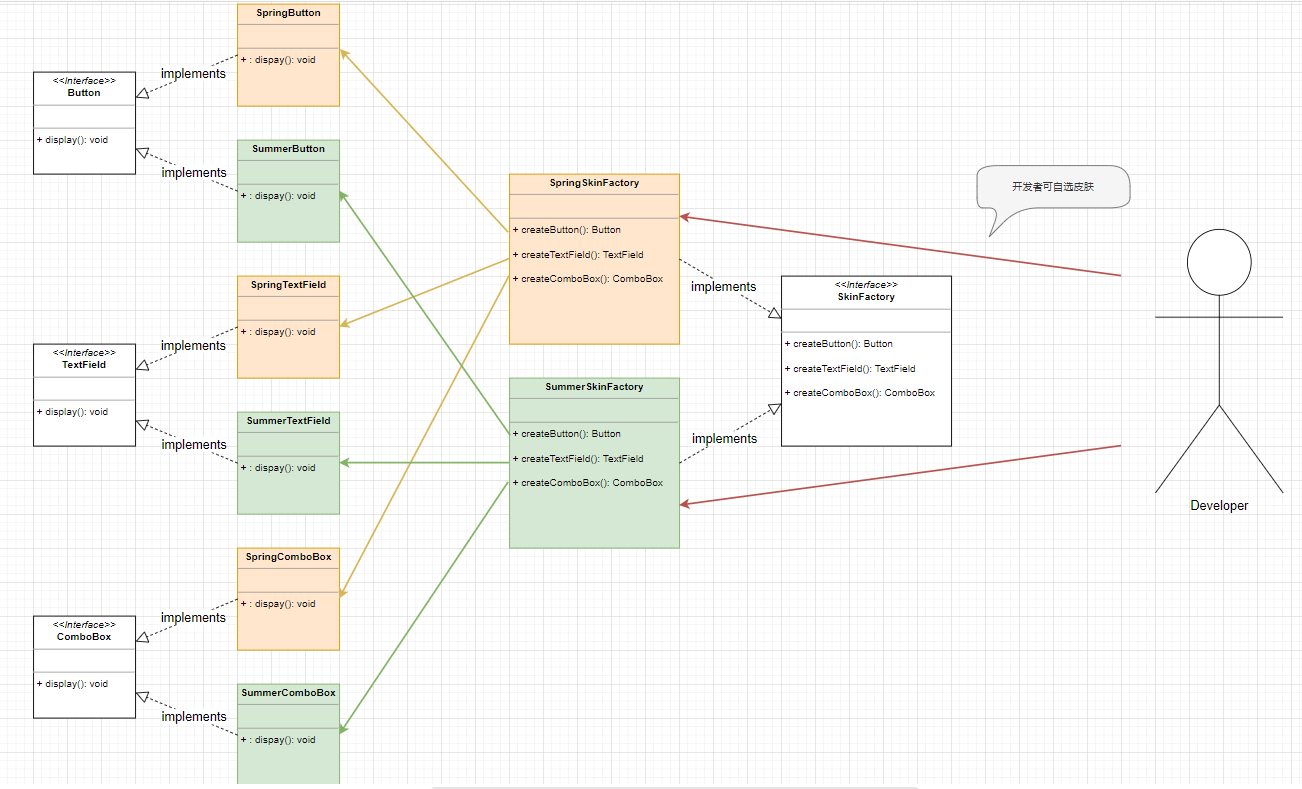 SpringButton
+ : dispay(): void
implements
<<Interface>>
Button
+ display(): void
implements
SummerButton
+ : dispay(): void
SpringTextField
+ : dispay(): void
implements
<<Interface>>
TextField
+ display(): void
implements
SummerTextField
+ : dispay(): void
SpringComboBox
+ : dispay(): void
implements
<<Interface>>
ComboBox
+ display(): void
implements
SummerComboBox
+ : dispay(): void
SpringSkinFactory
+ createButton(): Button
+ createTextField(): TextField
+ createComboBox(): ComboBox
implements
SummerSkinFactory
+ createButton(): Button
+ createTextField(): TextField
+ createComboBox(): ComboBox
implements
<<Interface>>
SkinFactory
+ createButton(): Button
+ createTextField(): TextField
+ createComboBox(): ComboBox
开发者可自选皮肤
Developer